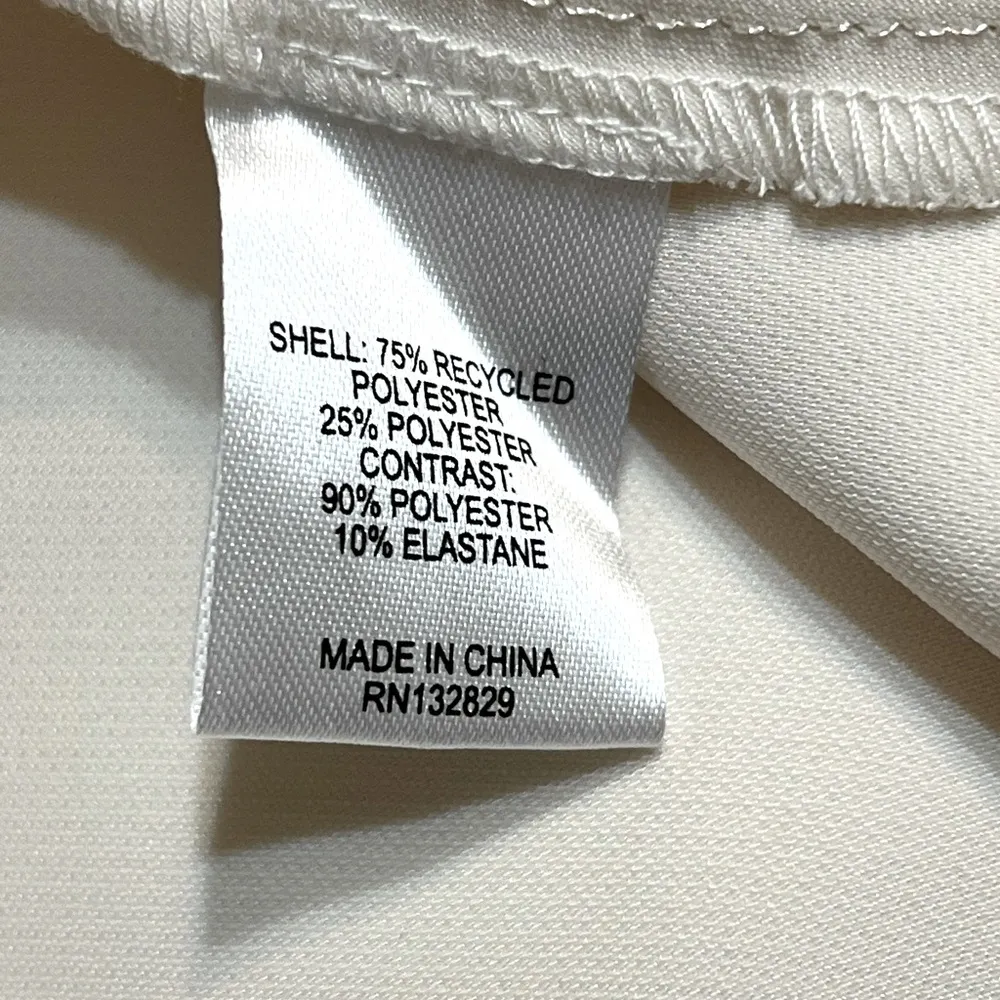 SHELL: 75% RECYCLED
POLYESTER
25% POLYESTER
CONTRAST:
90% POLYESTER
10% ELASTANE
MADE IN CHINA
RN132829